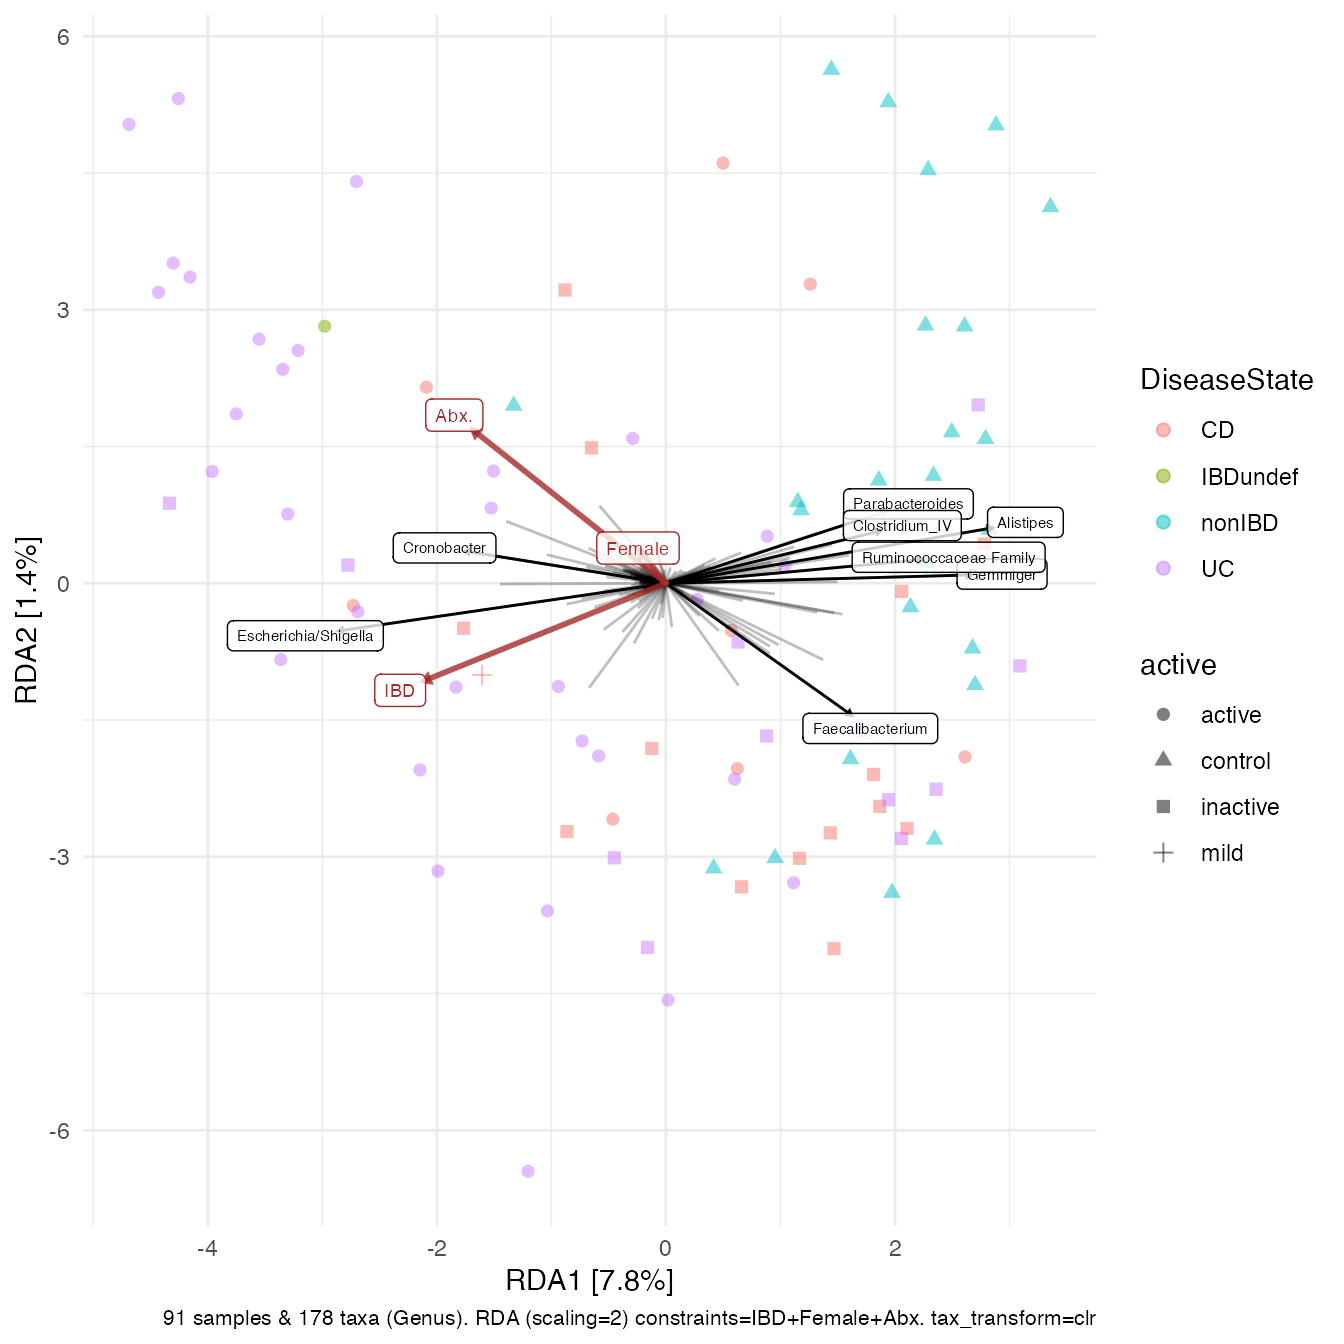 6
3
0
-3
-6
RDA2 [1.4%]
Abx.
Female
Cronobacter
Escherichia/Shigella
IBD
Parabacteroides
Clostridium_IV
Alistipes
Ruminococcaceae Family
Gemmiger
Faecalibacterium
-4
-2
0
2
RDA1 [7.8%]
91 samples & 178 taxa (Genus). RDA (scaling=2) constraints=IBD+Female+Abx. tax_transform=clr
DiseaseState
CD
IBDundef
nonIBD
UC
active
active
control
inactive
mild